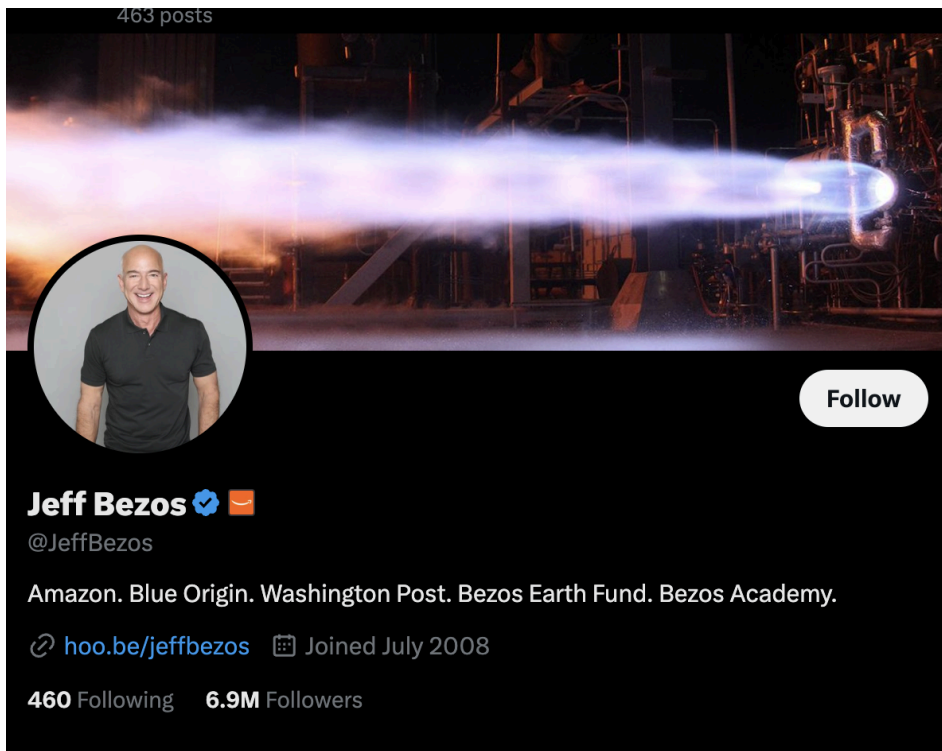 463 posts
Follow
Jeff Bezos
@JeffBezos
Amazon. Blue Origin. Washington Post. Bezos Earth Fund. Bezos Academy.
hoo.be/jeffbezos Joined July 2008
460 Following 6.9M Followers